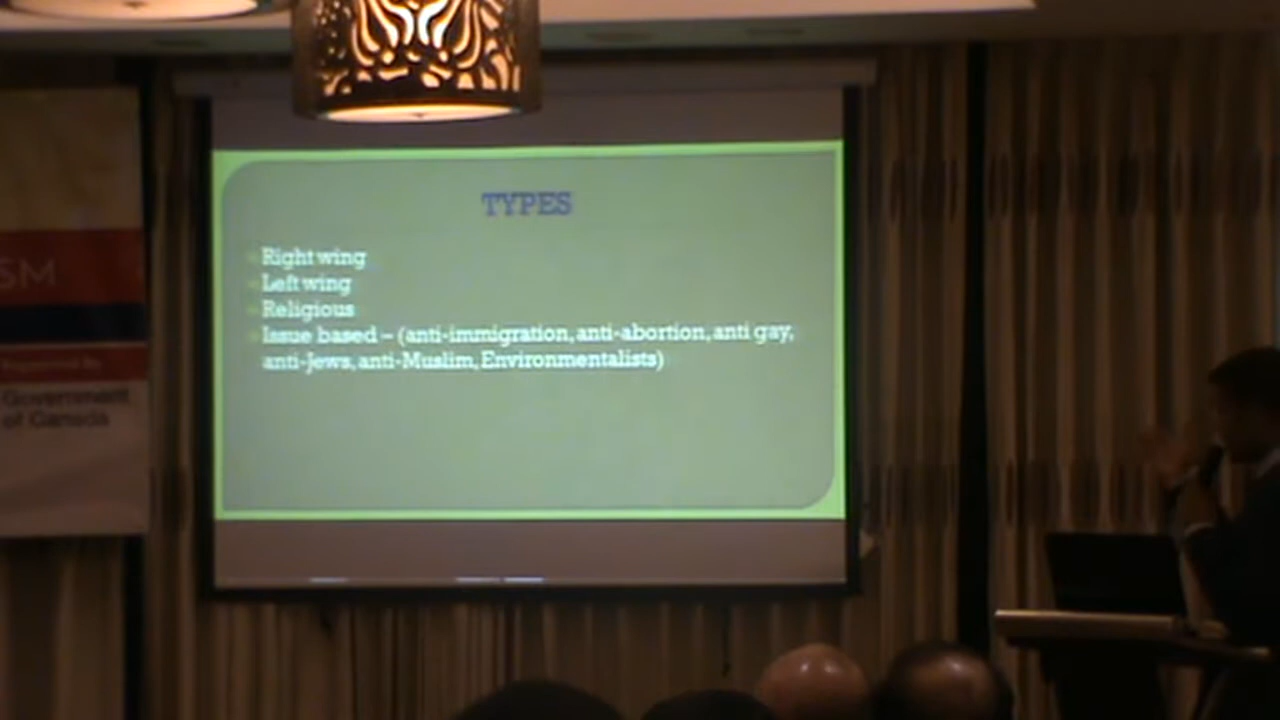 TYPES
Right wing
Left wing
Religious
Issue based – (anti-immigration, anti-abortion, anti gay,
anti-Jews, anti-Muslim, Environmentalists)
SM
Government
of Canada